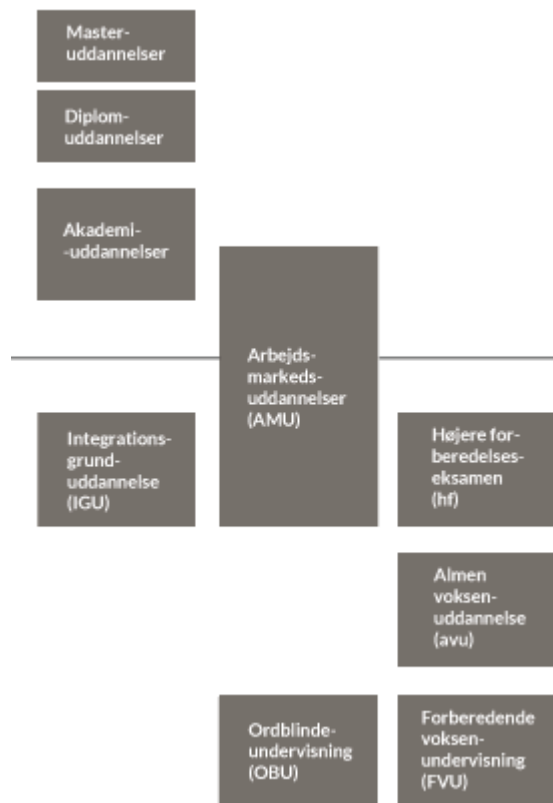 Master-
uddannelser
Diplom-
uddannelser
Akademi-
-uddannelser
Arbejds-
markeds-
uddannelser
(AMU)
Integrations-
grund-
uddannelse
(IGU)
Højere for-
beredelses-
eksamen
(hf)
Almen
voksen-
uddannelse
(avu)
Ordblinde-
undervisning
(OBU)
Forberedende
voksen-
undervisning
(FVU)